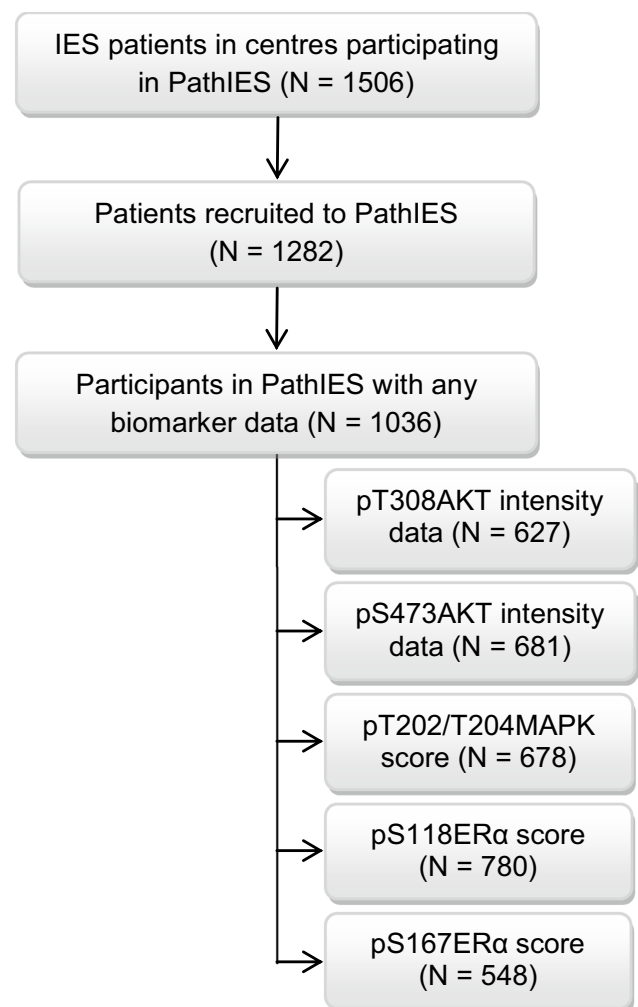 IES patients in centres participating
in PathIES (N = 1506)
Patients recruited to PathIES
(N = 1282)
Participants in PathIES with any
biomarker data (N = 1036)
pT308AKT intensity
data (N = 627)
pS473AKT intensity
data (N = 681)
pT202/T204MAPK
score (N = 678)
pS118ERα score
(N = 780)
pS167ERα score
(N = 548)